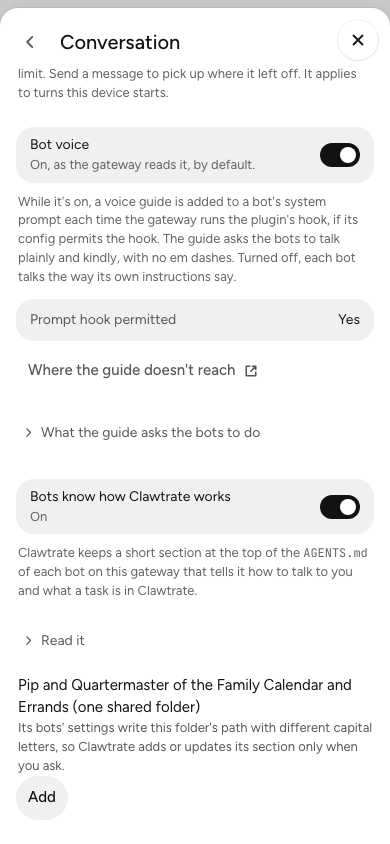 Conversation
limit. Send a message to pick up where it left off. It applies
to turns this device starts.
Bot voice
On, as the gateway reads it, by default.
While it's on, a voice guide is added to a bot's system
prompt each time the gateway runs the plugin's hook, if its
config permits the hook. The guide asks the bots to talk
plainly and kindly, with no em dashes. Turned off, each bot
talks the way its own instructions say.
Prompt hook permitted Yes
Where the guide doesn't reach
What the guide asks the bots to do
Bots know how Clawtrate works
On
Clawtrate keeps a short section at the top of the AGENTS.md
of each bot on this gateway that tells it how to talk to you
and what a task is in Clawtrate.
Read it
Pip and Quartermaster of the Family Calendar and
Errands (one shared folder)
Its bots' settings write this folder's path with different capital
letters, so Clawtrate adds or updates its section only when
you ask.
Add